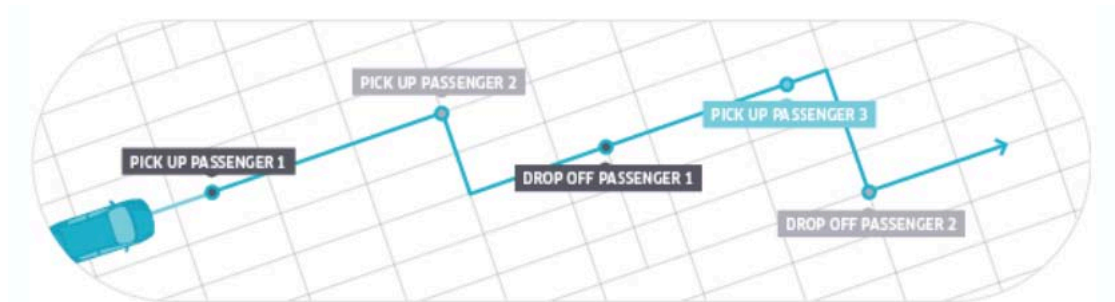 PICK UP PASSENGER 1
PICK UP PASSENGER 2
DROP OFF PASSENGER 1
PICK UP PASSENGER 3
DROP OFF PASSENGER 2